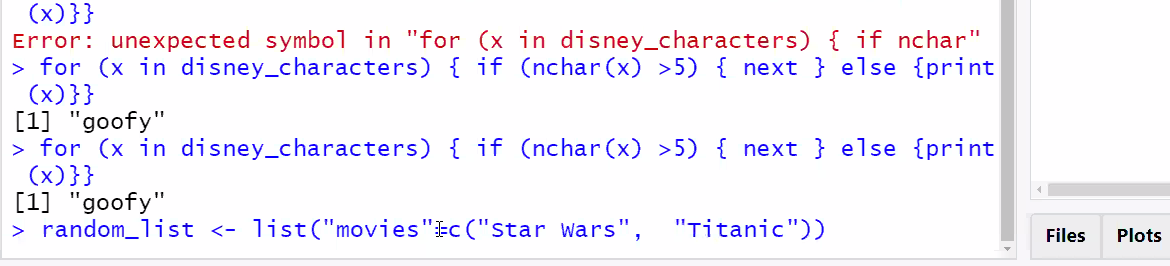 (x)}}
Error: unexpected symbol in "for (x in disney_characters) { if nchar"
> for (x in disney_characters) { if (nchar(x) >5) { next } else {print
(x)}}
[1] "goofy"
> for (x in disney_characters) { if (nchar(x) >5) { next } else {print
(x)}}
[1] "goofy"
> random_list <- list("movies"=c("Star Wars",  "Titanic"))
Files
Plots